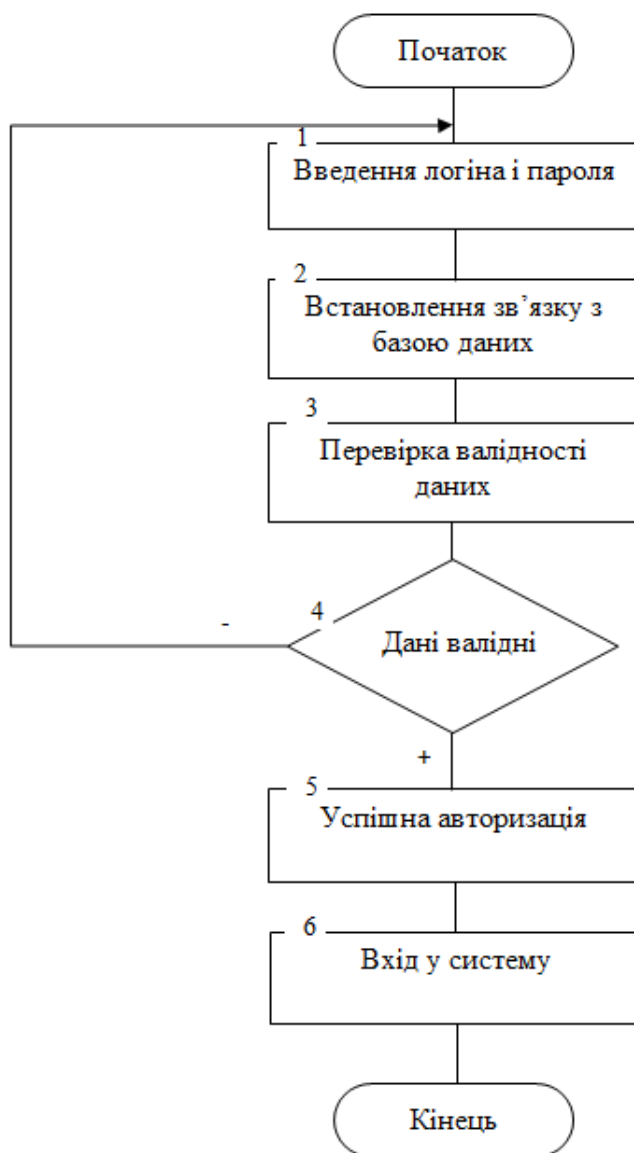 Початок
1
Введення логіна і пароля
2
Встановлення зв’язку з
базою даних
3
Перевірка валідності
даних
4
-
Дані валідні
+
5
Успішна авторизація
6
Вхід у систему
Кінець